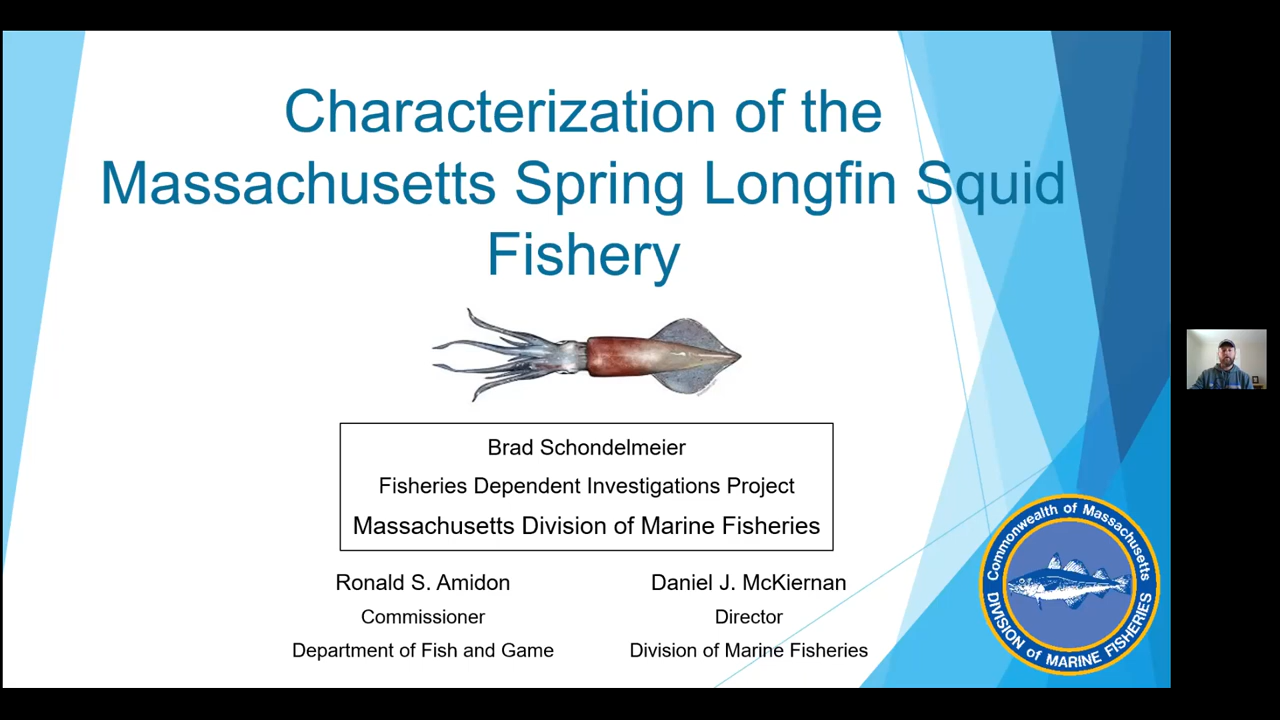 Characterization of the
Massachusetts Spring Longfin Squid
Fishery
Brad Schondelmeier
Fisheries Dependent Investigations Project
Massachusetts Division of Marine Fisheries
Ronald S. Amidon
Commissioner
Department of Fish and Game
Daniel J. McKiernan
Director
Division of Marine Fisheries
Commonwealth of Massachusetts
DIVISION of MARINE FISHERIES